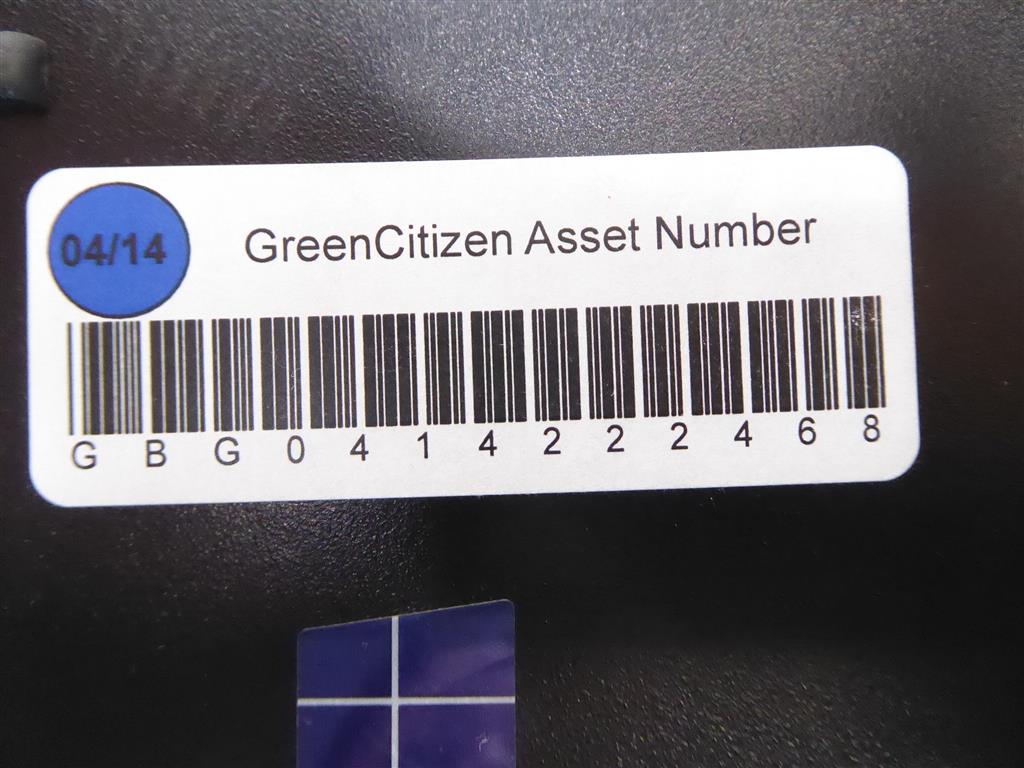 04/14
GreenCitizen Asset Number
G B G 0 4 1 4 2 2 2 4 6 8